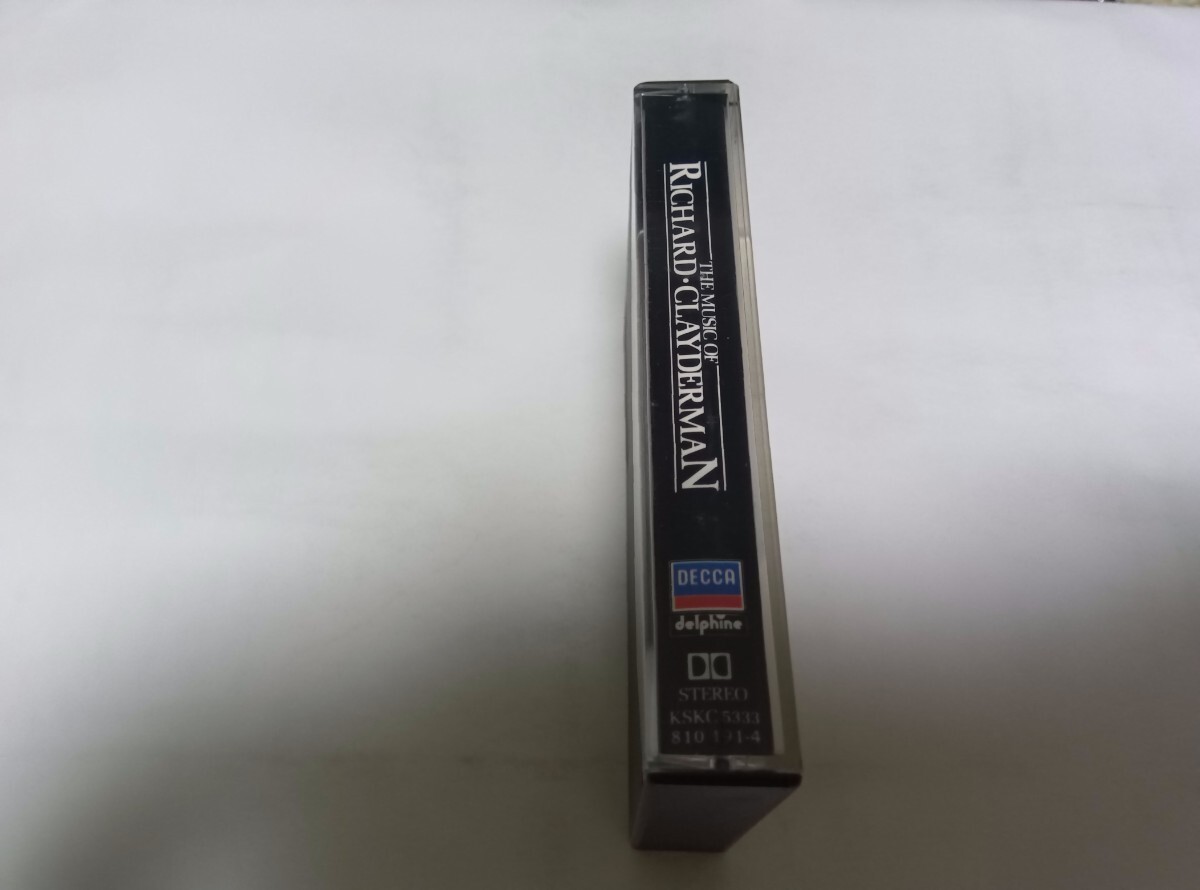 THE MUSIC OF
RICHARD·CLAYDERMAN
DECCA
delphine
STEREO
KSKC 5333